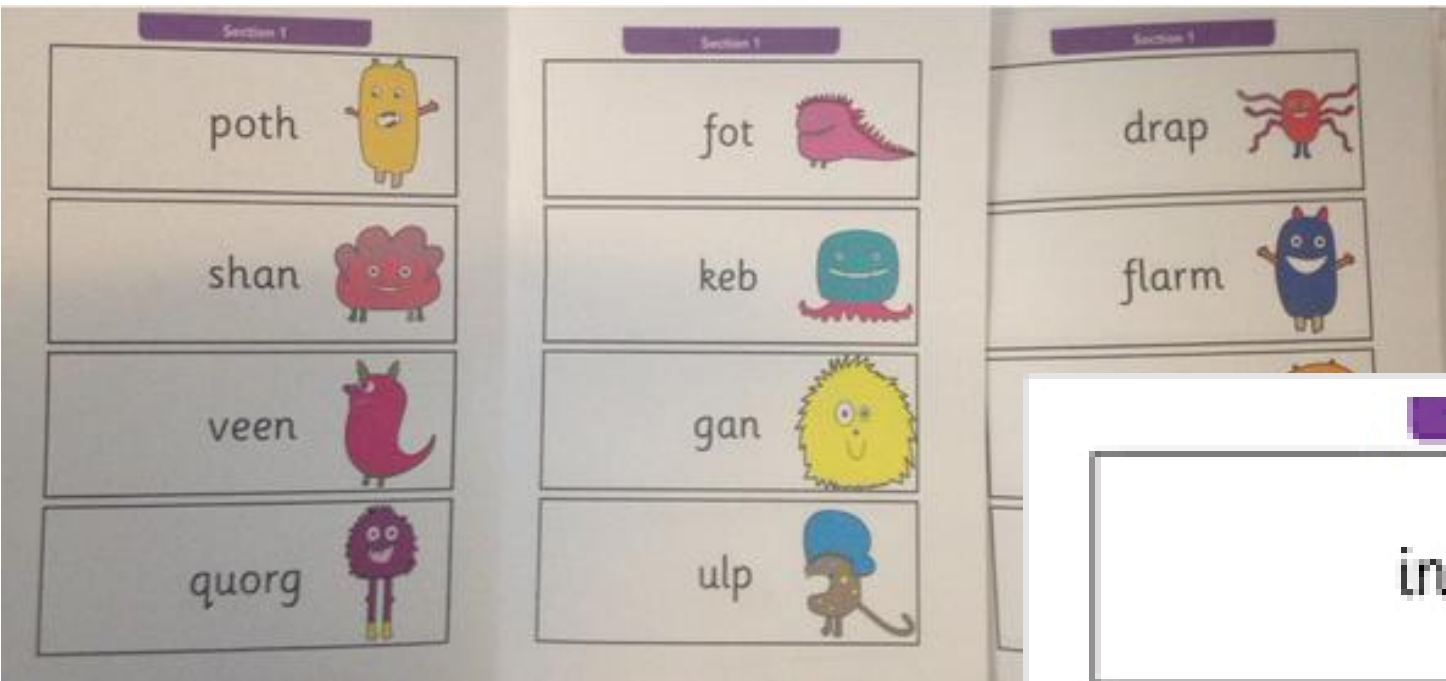 Section 1
poth
shan
veen
quorg
Section 1
fot
keb
gan
ulp
Section 1
drap
flarm